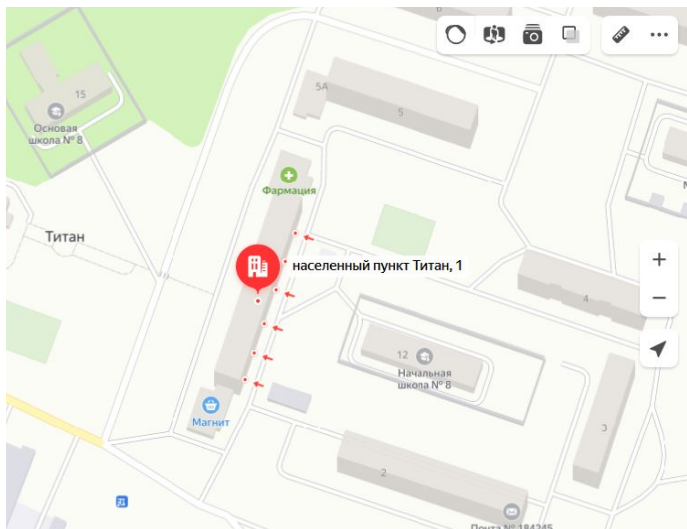 6
5А
5
15
Основая
школа № 8
Фармация
Титан
населенный пункт Титан, 1
4
12
Начальная
школа № 8
3
Магнит
2
Почта № 184245